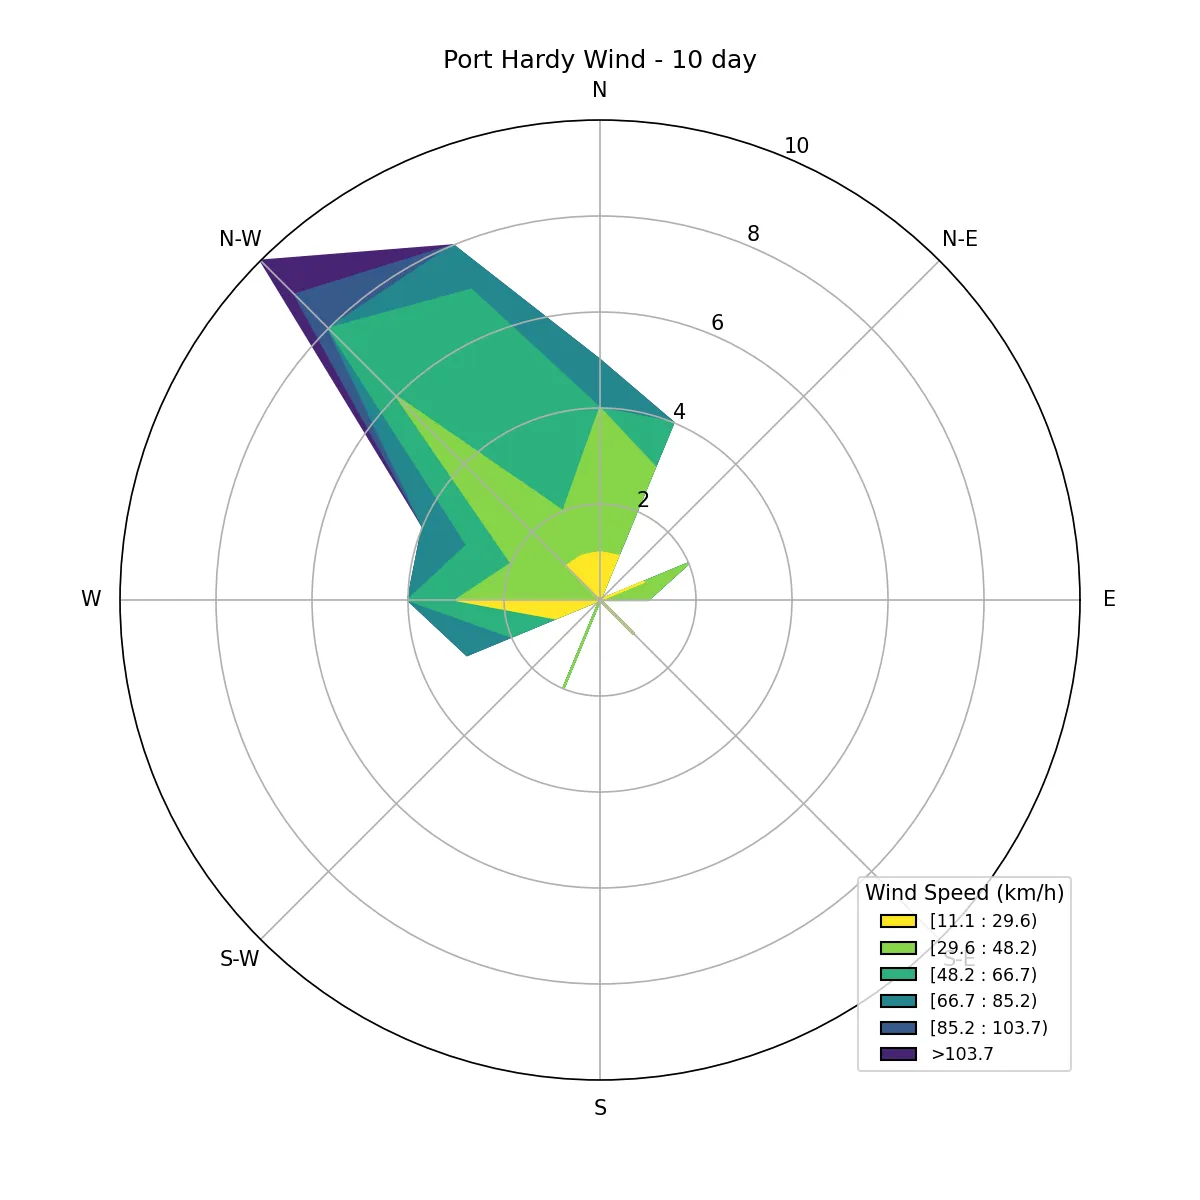 Port Hardy Wind - 10 day
N
10
N-W
8
N-E
6
4
2
W
E
S-W
S-E
S
Wind Speed (km/h)
[11.1 : 29.6)
[29.6 : 48.2)
[48.2 : 66.7)
[66.7 : 85.2)
[85.2 : 103.7)
>103.7